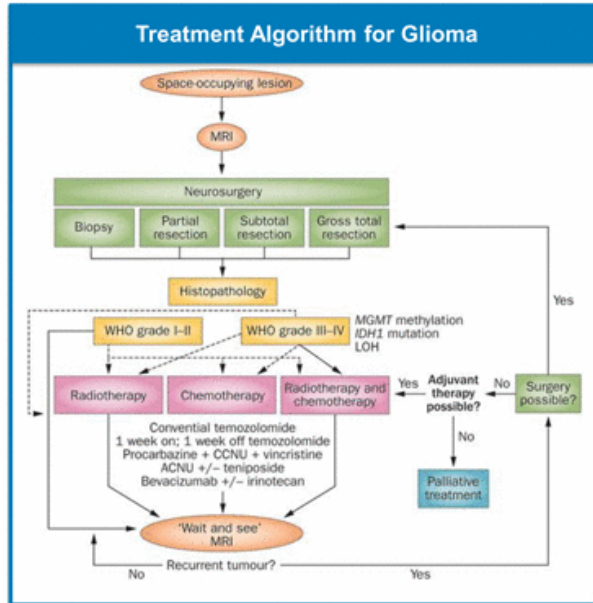 Treatment Algorithm for Glioma
Space-occupying lesion
MRI
Neurosurgery
Biopsy
Partial
resection
Subtotal
resection
Gross total
resection
Histopathology
WHO grade I–II
WHO grade III–IV
MGMT methylation
IDH1 mutation
LOH
Yes
Radiotherapy
Chemotherapy
Radiotherapy and
chemotherapy
Yes
Adjuvant
therapy
possible?
No
Surgery
possible?
Convential temozolomide
1 week on; 1 week off temozolomide
Procarbazine + CCNU + vincristine
ACNU +/− teniposide
Bevacizumab +/− irinotecan
No
Palliative
treatment
'Wait and see'
MRI
No
Recurrent tumour?
Yes